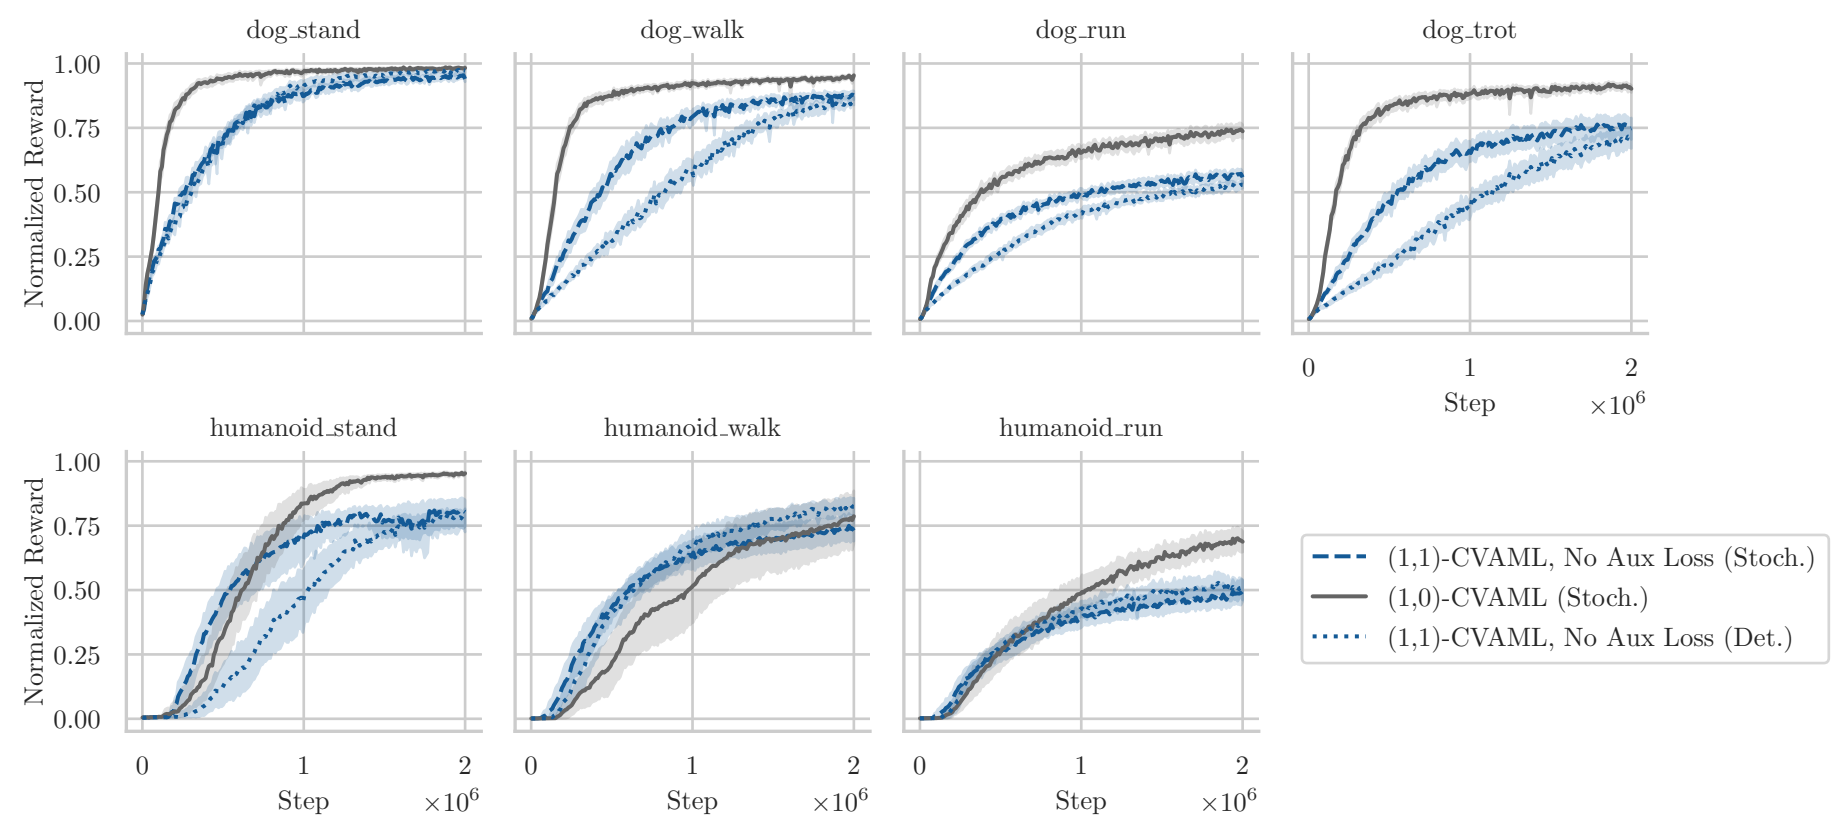 dog_stand dog_walk dog_run dog_trot
Normalized Reward
1.00
0.75
0.50
0.25
0.00
0 1 2
Step ×10⁶
humanoid_stand humanoid_walk humanoid_run
Normalized Reward
1.00
0.75
0.50
0.25
0.00
0 1 2 0 1 2 0 1 2
Step ×10⁶ Step ×10⁶ Step ×10⁶
(1,1)-CVAML, No Aux Loss (Stoch.)
(1,0)-CVAML (Stoch.)
(1,1)-CVAML, No Aux Loss (Det.)